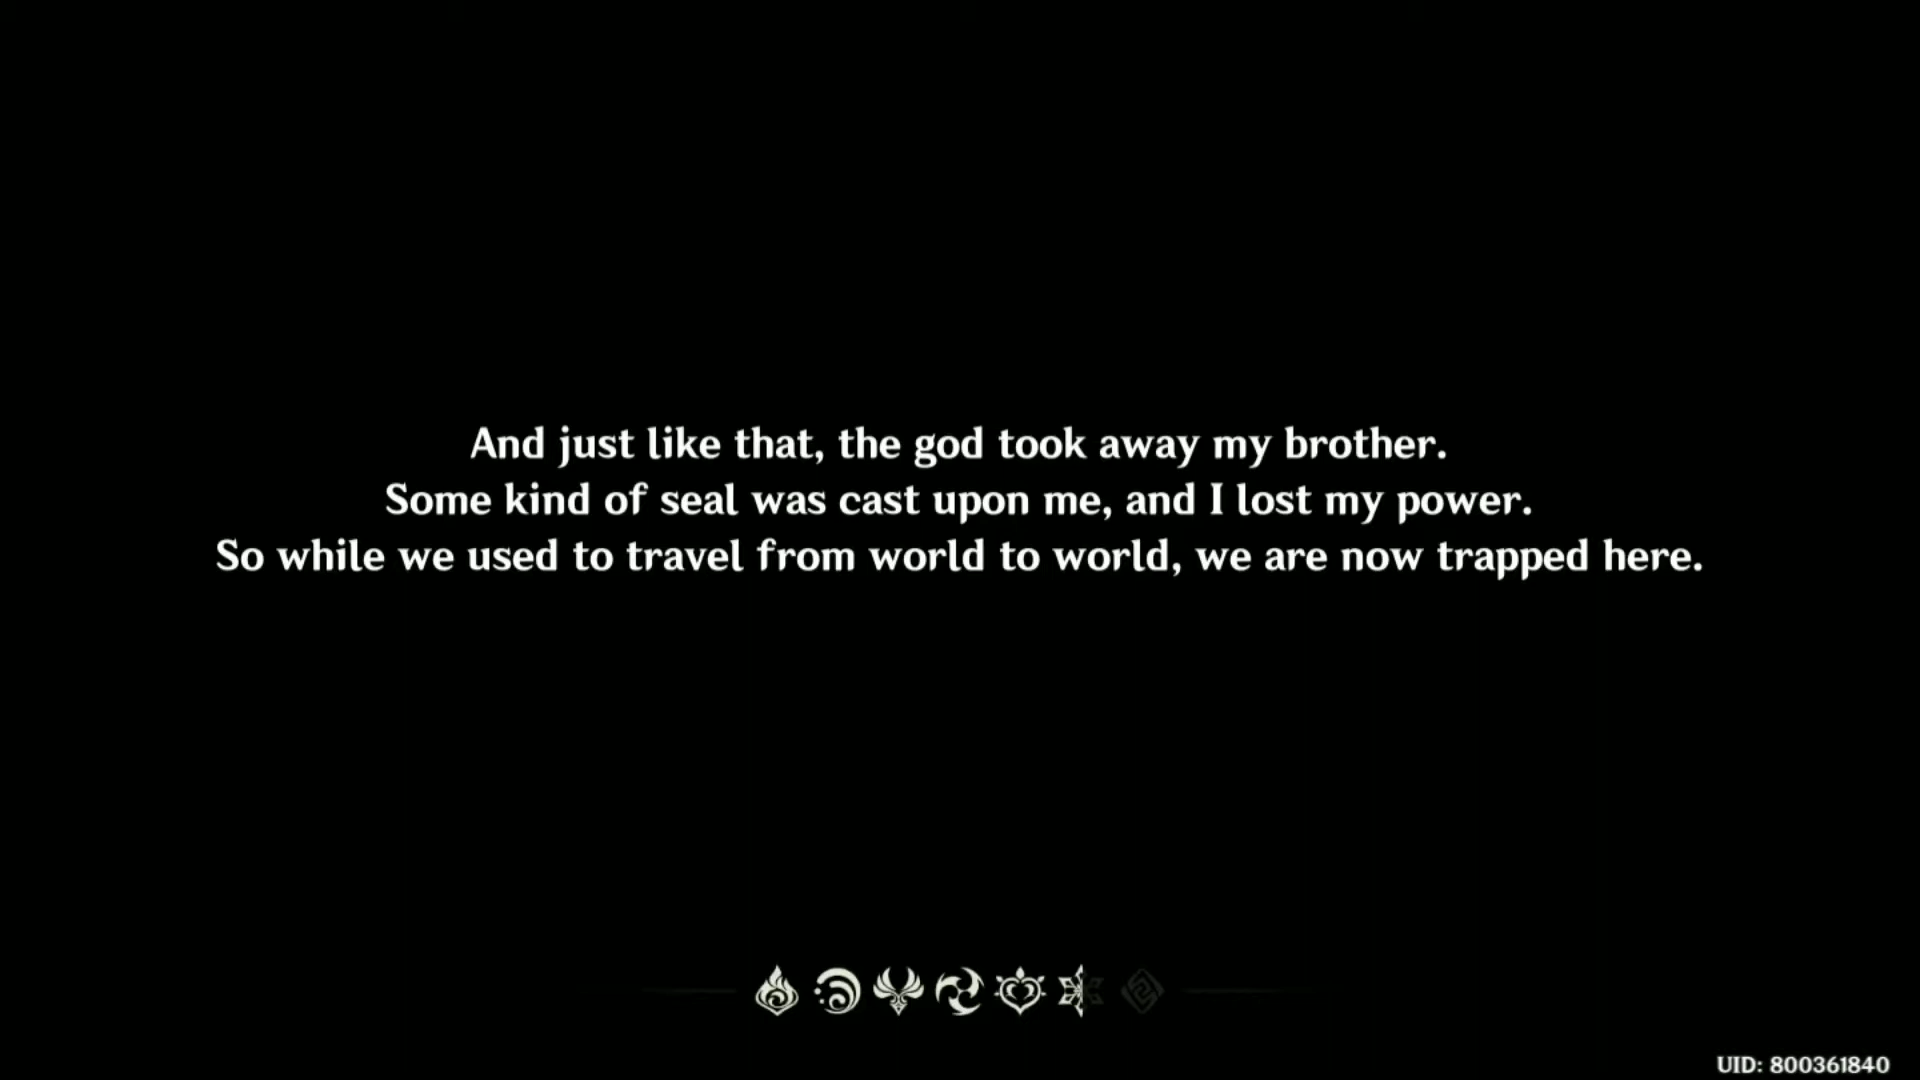 And just like that, the god took away my brother.
Some kind of seal was cast upon me, and I lost my power.
So while we used to travel from world to world, we are now trapped here.
UID: 800361840